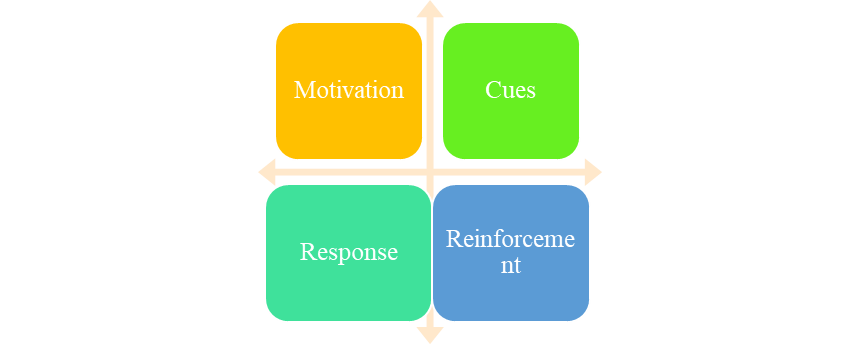 Motivation
Cues
Response
Reinforceme
nt